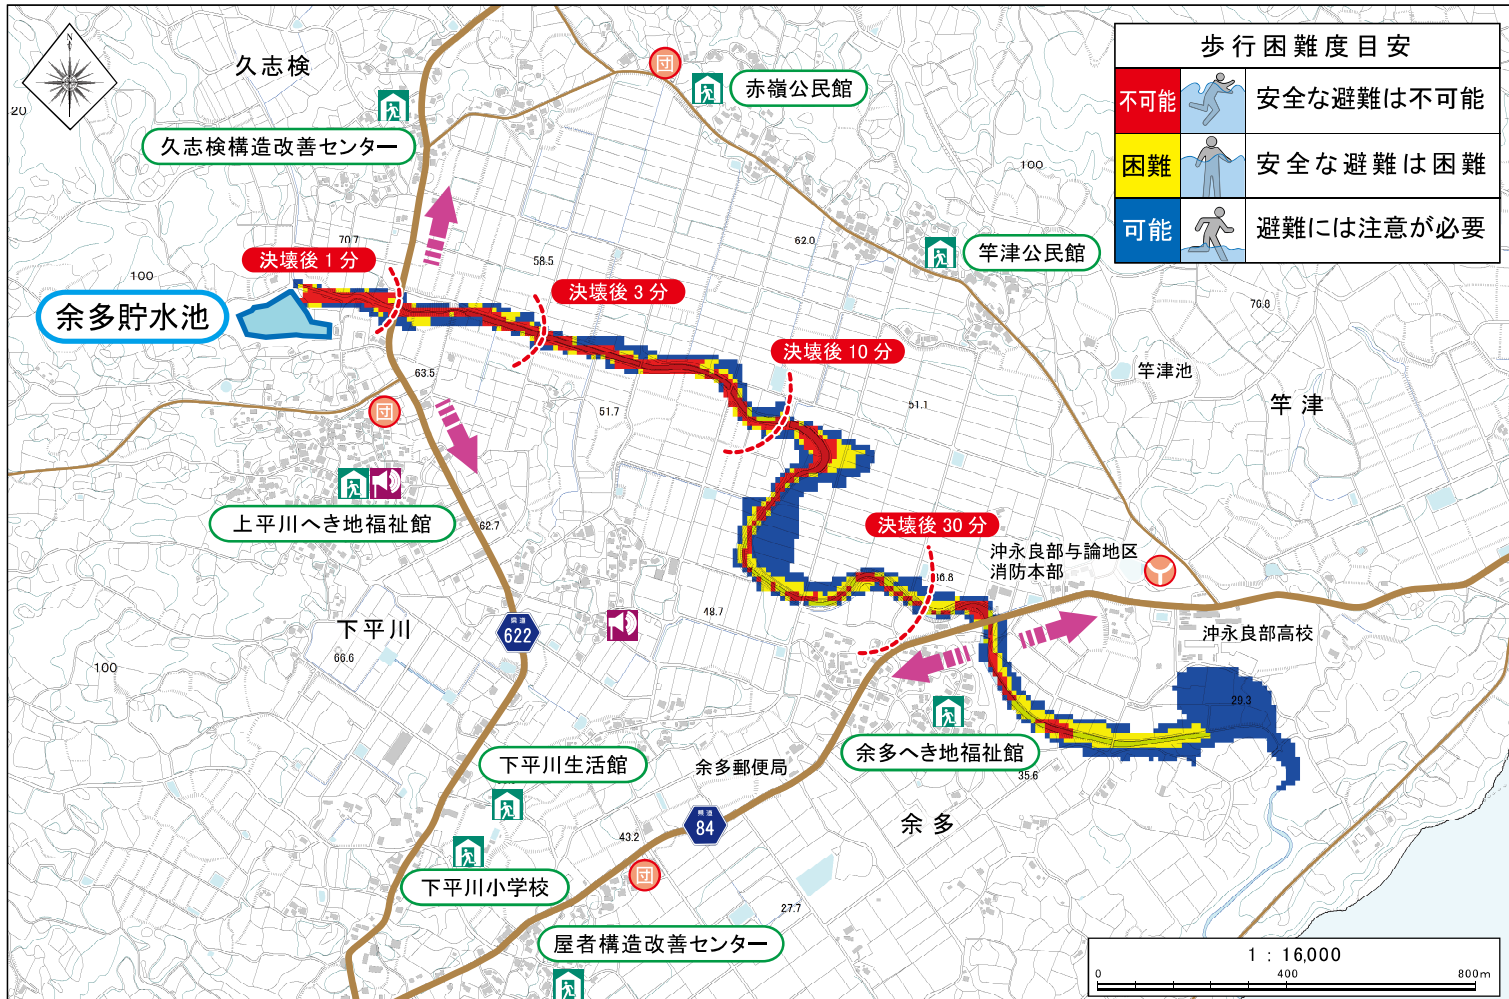 N
久志検
20
久志検構造改善センター
団
赤嶺公民館
歩行困難度目安
不可能
安全な避難は不可能
困難
安全な避難は困難
可能
避難には注意が必要
100
70.7
62.0
竿津公民館
58.5
決壊後1分
決壊後3分
100
余多貯水池
70.8
63.5
決壊後10分
竿津池
竿津
団
51.7
51.1
上平川へき地福祉館
62.7
決壊後30分
沖永良部与論地区
消防本部
下平川
県道
622
48.7
沖永良部高校
66.6
100
29.3
余多へき地福祉館
35.6
下平川生活館
余多郵便局
県道
84
余多
43.2
下平川小学校
団
27.7
屋者構造改善センター
1 : 16,000
0 400 800m